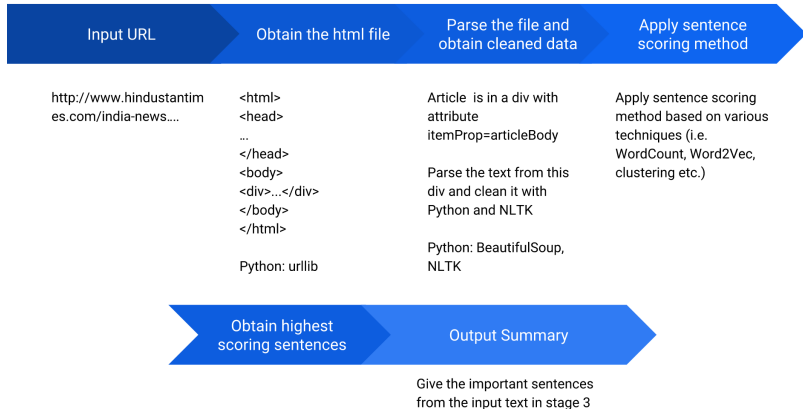 Input URL
Obtain the html file
Parse the file and
obtain cleaned data
Apply sentence
scoring method
http://www.hindustantim
es.com/india-news....
<html>
<head>
...
</head>
<body>
<div>...</div>
</body>
</html>
Python: urllib
Article is in a div with
attribute
itemProp=articleBody
Parse the text from this
div and clean it with
Python and NLTK
Python: BeautifulSoup,
NLTK
Apply sentence scoring
method based on various
techniques (i.e.
WordCount, Word2Vec,
clustering etc.)
Obtain highest
scoring sentences
Output Summary
Give the important sentences
from the input text in stage 3